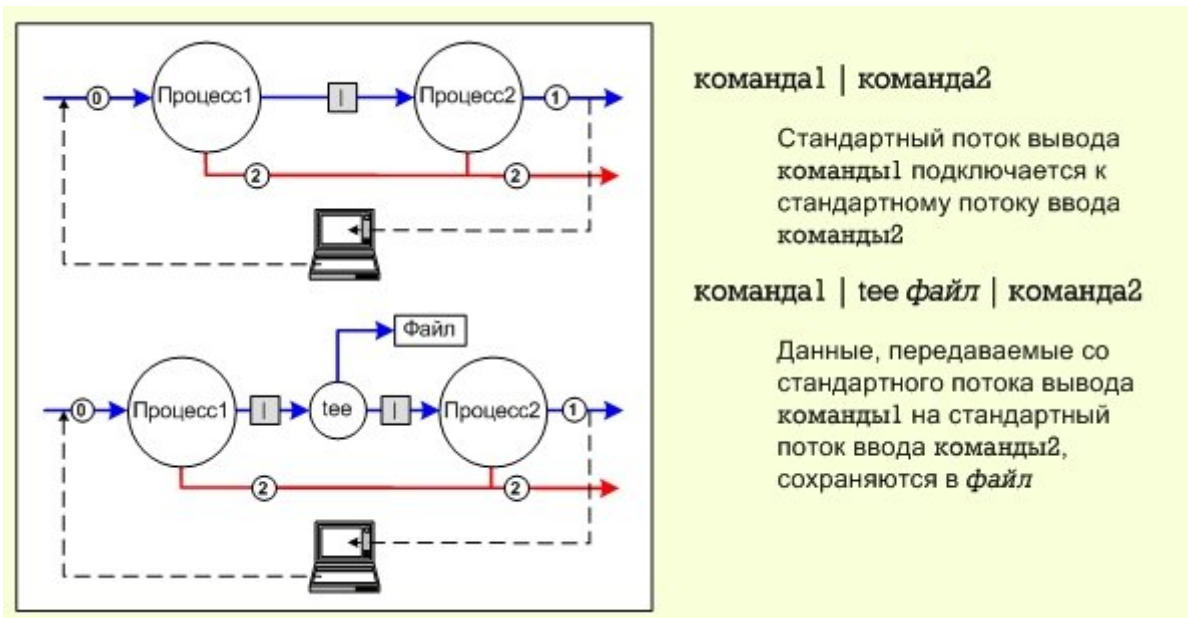 0 Процесс1 | Процесс2 1
2 2
Файл
0 Процесс1 | tee | Процесс2 1
2 2
команда1 | команда2
Стандартный поток вывода
команды1 подключается к
стандартному потоку ввода
команды2
команда1 | tee файл | команда2
Данные, передаваемые со
стандартного потока вывода
команды1 на стандартный
поток ввода команды2,
сохраняются в файл